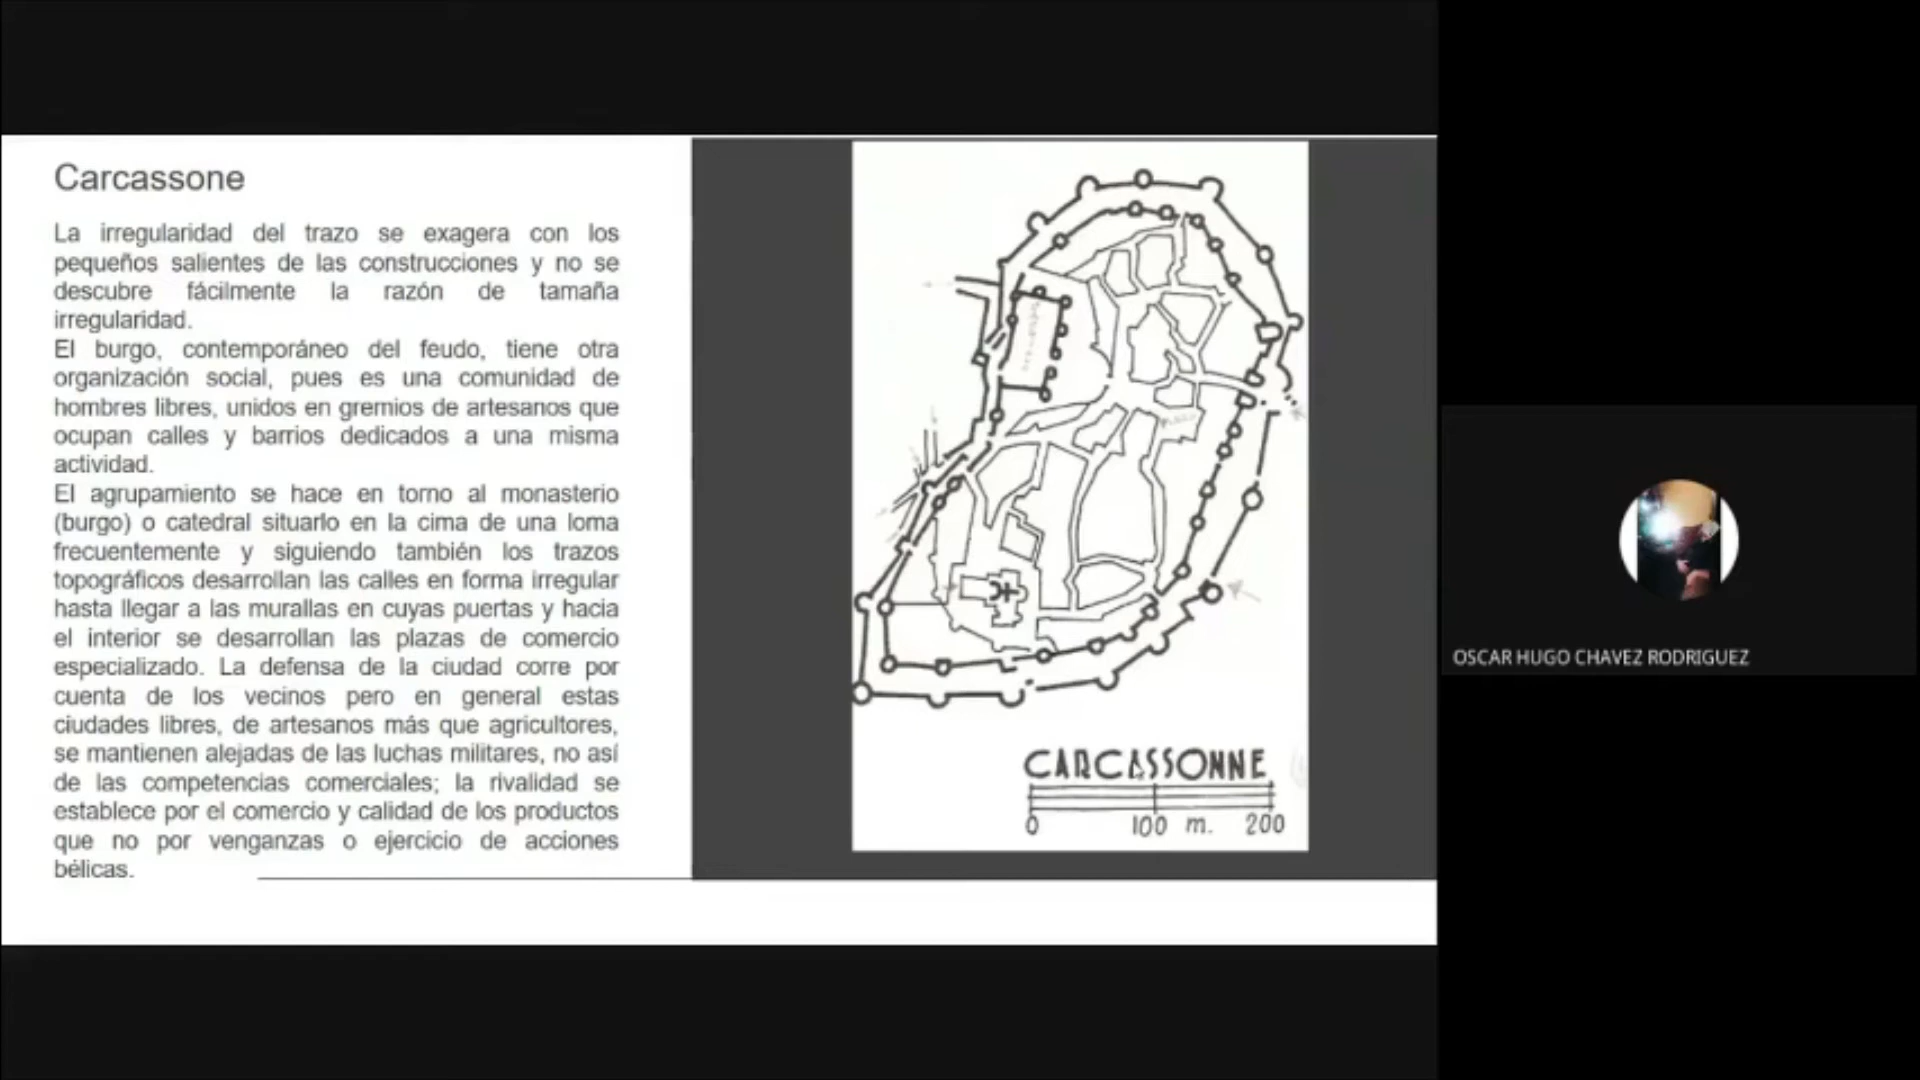 Carcassone
La irregularidad del trazo se exagera con los
pequeños salientes de las construcciones y no se
descubre fácilmente la razón de tamaña
irregularidad.
El burgo, contemporáneo del feudo, tiene otra
organización social, pues es una comunidad de
hombres libres, unidos en gremios de artesanos que
ocupan calles y barrios dedicados a una misma
actividad.
El agrupamiento se hace en torno al monasterio
(burgo) o catedral situarlo en la cima de una loma
frecuentemente y siguiendo también los trazos
topográficos desarrollan las calles en forma irregular
hasta llegar a las murallas en cuyas puertas y hacia
el interior se desarrollan las plazas de comercio
especializado. La defensa de la ciudad corre por
cuenta de los vecinos pero en general estas
ciudades libres, de artesanos más que agricultores,
se mantienen alejadas de las luchas militares, no así
de las competencias comerciales; la rivalidad se
establece por el comercio y calidad de los productos
que no por venganzas o ejercicio de acciones
bélicas.
CARCASSONNE
0 100 m. 200
OSCAR HUGO CHAVEZ RODRIGUEZ